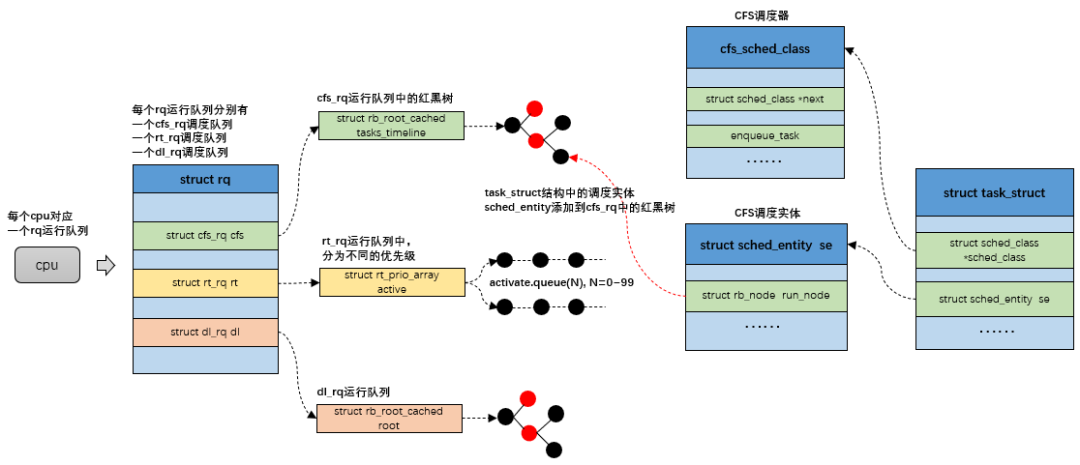 每个cpu对应
一个rq运行队列
cpu
每个rq运行队列分别有
一个cfs_rq调度队列
一个rt_rq调度队列
一个dl_rq调度队列
struct rq
struct cfs_rq cfs
struct rt_rq rt
struct dl_rq dl
cfs_rq运行队列中的红黑树
struct rb_root_cached
tasks_timeline
rt_rq运行队列中，
分为不同的优先级
struct rt_prio_array
active
activate.queue(N), N=0-99
dl_rq运行队列
struct rb_root_cached
root
task_struct结构中的调度实体
sched_entity添加到cfs_rq中的红黑树
CFS调度器
cfs_sched_class
struct sched_class *next
enqueue_task
······
CFS调度实体
struct sched_entity se
struct rb_node run_node
······
struct task_struct
struct sched_class
*sched_class
struct sched_entity se
······